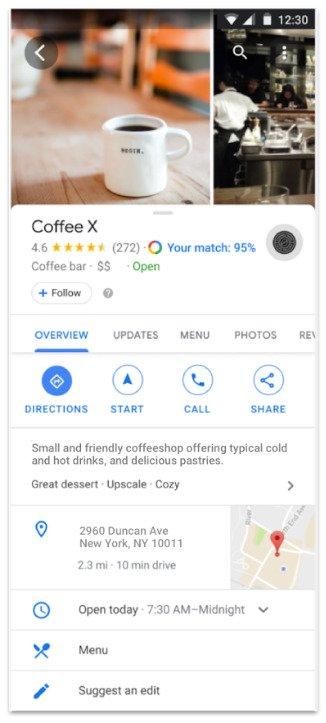 12:30
BEGIN.
Coffee X
4.6 (272) · Your match: 95%
Coffee bar · $$ · Open
+ Follow ?
OVERVIEW UPDATES MENU PHOTOS REV
DIRECTIONS START CALL SHARE
Small and friendly coffeeshop offering typical cold
and hot drinks, and delicious pastries.
Great dessert · Upscale · Cozy
2960 Duncan Ave
New York, NY 10011
2.3 mi · 10 min drive
River
End Ave
Open today · 7:30 AM–Midnight
Menu
Suggest an edit